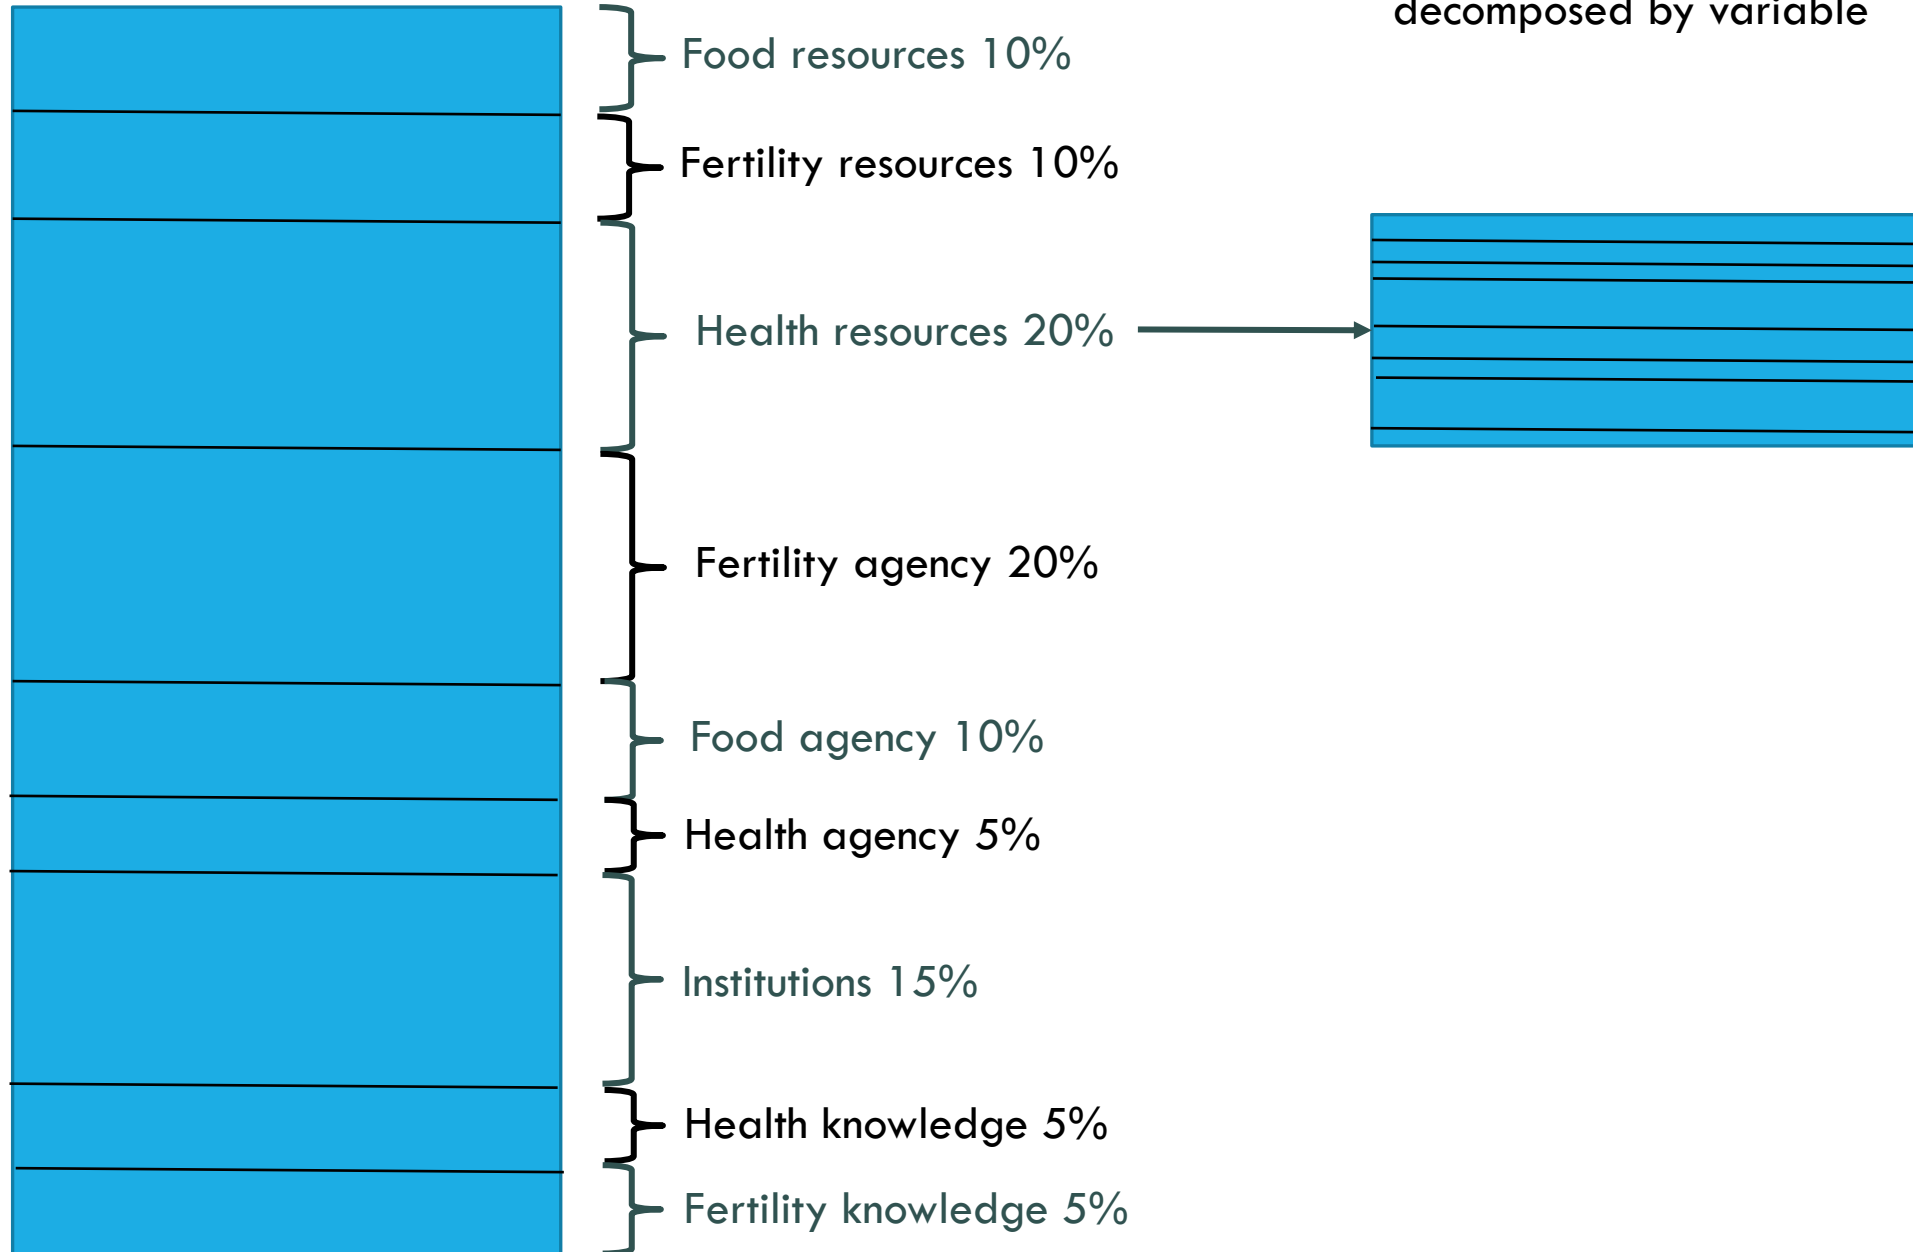 decomposed by variable
Food resources 10%
Fertility resources 10%
Health resources 20%
Fertility agency 20%
Food agency 10%
Health agency 5%
Institutions 15%
Health knowledge 5%
Fertility knowledge 5%